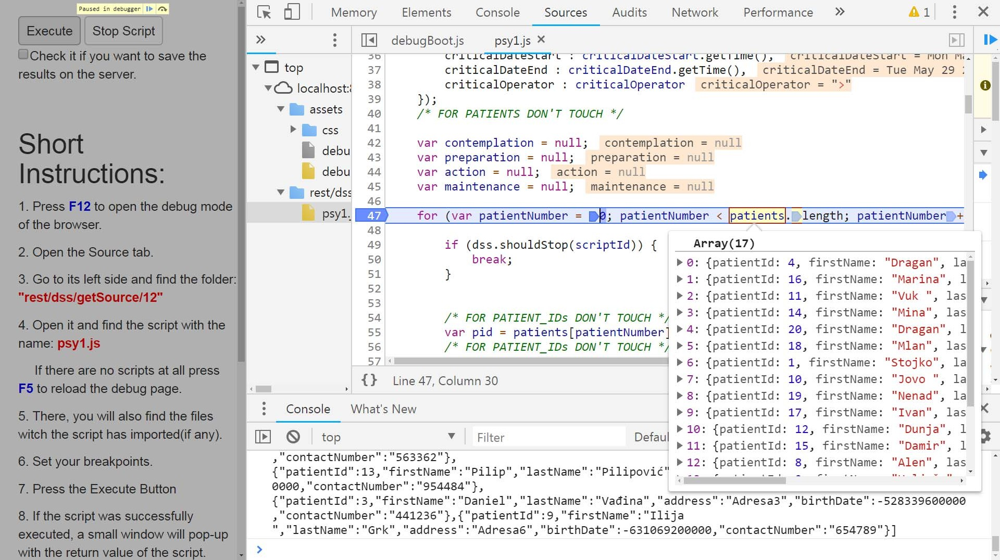 Paused in debugger
Execute
Stop Script
Check it if you want to save the
results on the server.
Short
Instructions:
1. Press F12 to open the debug mode
of the browser.
2. Open the Source tab.
3. Go to its left side and find the folder:
"rest/dss/getSource/12"
4. Open it and find the script with the
name: psy1.js
If there are no scripts at all press
F5 to reload the debug page.
5. There, you will also find the files
witch the script has imported(if any).
6. Set your breakpoints.
7. Press the Execute Button
8. If the script was successfully
executed, a small window will pop-up
with the return value of the script.
Memory Elements Console Sources Audits Network Performance » 1
»
debugBoot.js psy1.js
top
localhost:8
assets
css
debu
debu
rest/dss
psy1.
36 criticalDateStart : criticalDateStart.getTime(), criticalDateStart = Mon Ma
37 criticalDateEnd : criticalDateEnd.getTime(), criticalDateEnd = Tue May 29 2
38 criticalOperator : criticalOperator criticalOperator = ">"
39 });
40 /* FOR PATIENTS DON'T TOUCH */
41
42 var contemplation = null; contemplation = null
43 var preparation = null; preparation = null
44 var action = null; action = null
45 var maintenance = null; maintenance = null
46
47 for (var patientNumber = 0; patientNumber < patients.length; patientNumber+
48
49 if (dss.shouldStop(scriptId)) {
50 break;
51 }
52
53
54 /* FOR PATIENT_IDs DON'T TOUCH */
55 var pid = patients[patientNumber]
56 /* FOR PATIENT_IDs DON'T TOUCH */
57
{} Line 47, Column 30
Array(17)
0: {patientId: 4, firstName: "Dragan", la
1: {patientId: 16, firstName: "Marina", l
2: {patientId: 11, firstName: "Vuk ", las
3: {patientId: 14, firstName: "Mina", las
4: {patientId: 20, firstName: "Dragan", l
5: {patientId: 18, firstName: "Mlan", las
6: {patientId: 1, firstName: "Stojko", la
7: {patientId: 10, firstName: "Jovo ", la
8: {patientId: 19, firstName: "Nenad", la
9: {patientId: 17, firstName: "Ivan", las
10: {patientId: 12, firstName: "Dunja", l
11: {patientId: 15, firstName: "Damir", l
12: {patientId: 8, firstName: "Alen", las
Console What's New
top Filter Defaul
,"contactNumber":"563362"},
{"patientId":13,"firstName":"Pilip","lastName":"Pilipović"
0000,"contactNumber":"954484"},
{"patientId":3,"firstName":"Daniel","lastName":"Vađina","address":"Adresa3","birthDate":-528339600000
,"contactNumber":"441236"},{"patientId":9,"firstName":"Ilija
","lastName":"Grk","address":"Adresa6","birthDate":-631069200000,"contactNumber":"654789"}]
>